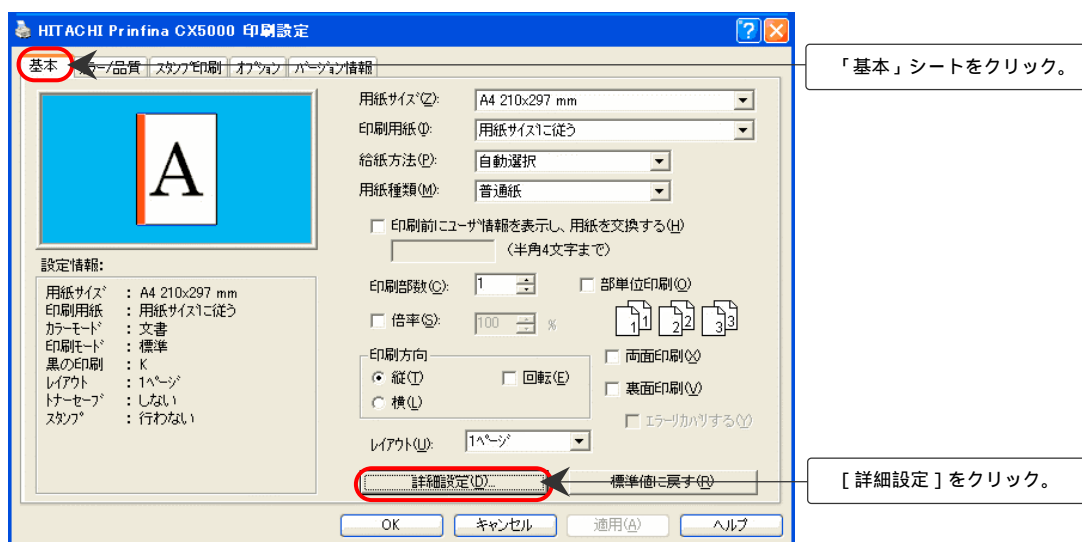 HITACHI Prinfina CX5000 印刷設定
基本 カラー/品質 スタンプ印刷 オプション バージョン情報
「基本」シートをクリック。
A
用紙サイズ(Z): A4 210x297 mm
印刷用紙(I): 用紙サイズに従う
給紙方法(P): 自動選択
用紙種類(M): 普通紙
印刷前にユーザ情報を表示し、用紙を交換する(H)
(半角4文字まで)
設定情報:
用紙サイズ : A4 210x297 mm
印刷用紙 : 用紙サイズに従う
カラーモード : 文書
印刷モード : 標準
黒の印刷 : K
レイアウト : 1ページ
トナーセーブ : しない
スタンプ : 行わない
印刷部数(C): 1 部単位印刷(O)
倍率(S): 100 %
1 1 2 2 3 3
印刷方向
縦(T) 回転(E)
横(L)
両面印刷(X)
裏面印刷(V)
エラーリカバリする(Y)
レイアウト(U): 1ページ
詳細設定(D)... 標準値に戻す(R)
[詳細設定]をクリック。
OK キャンセル 適用(A) ヘルプ